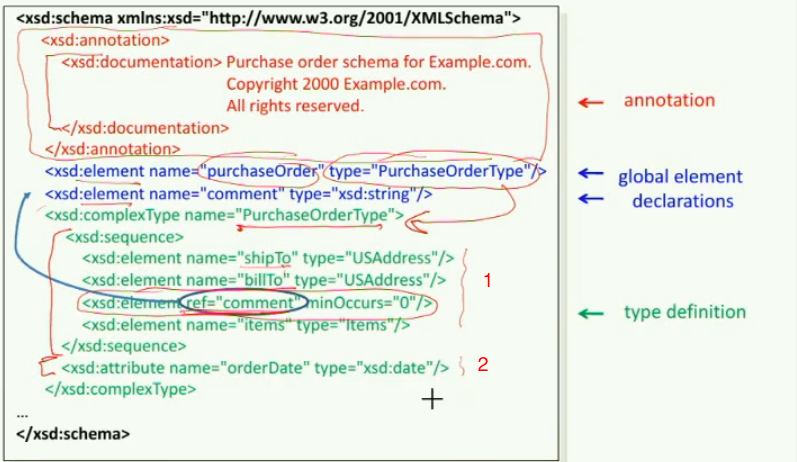 <xsd:schema xmlns:xsd="http://www.w3.org/2001/XMLSchema">
<xsd:annotation>
<xsd:documentation> Purchase order schema for Example.com.
Copyright 2000 Example.com.
All rights reserved.
</xsd:documentation>
</xsd:annotation>
<xsd:element name="purchaseOrder" type="PurchaseOrderType"/>
<xsd:element name="comment" type="xsd:string"/>
<xsd:complexType name="PurchaseOrderType">
<xsd:sequence>
<xsd:element name="shipTo" type="USAddress"/>
<xsd:element name="billTo" type="USAddress"/>
<xsd:element ref="comment" minOccurs="0"/>
<xsd:element name="items" type="Items"/>
</xsd:sequence>
<xsd:attribute name="orderDate" type="xsd:date"/>
</xsd:complexType>
...
</xsd:schema>
1
2
annotation
global element
declarations
type definition